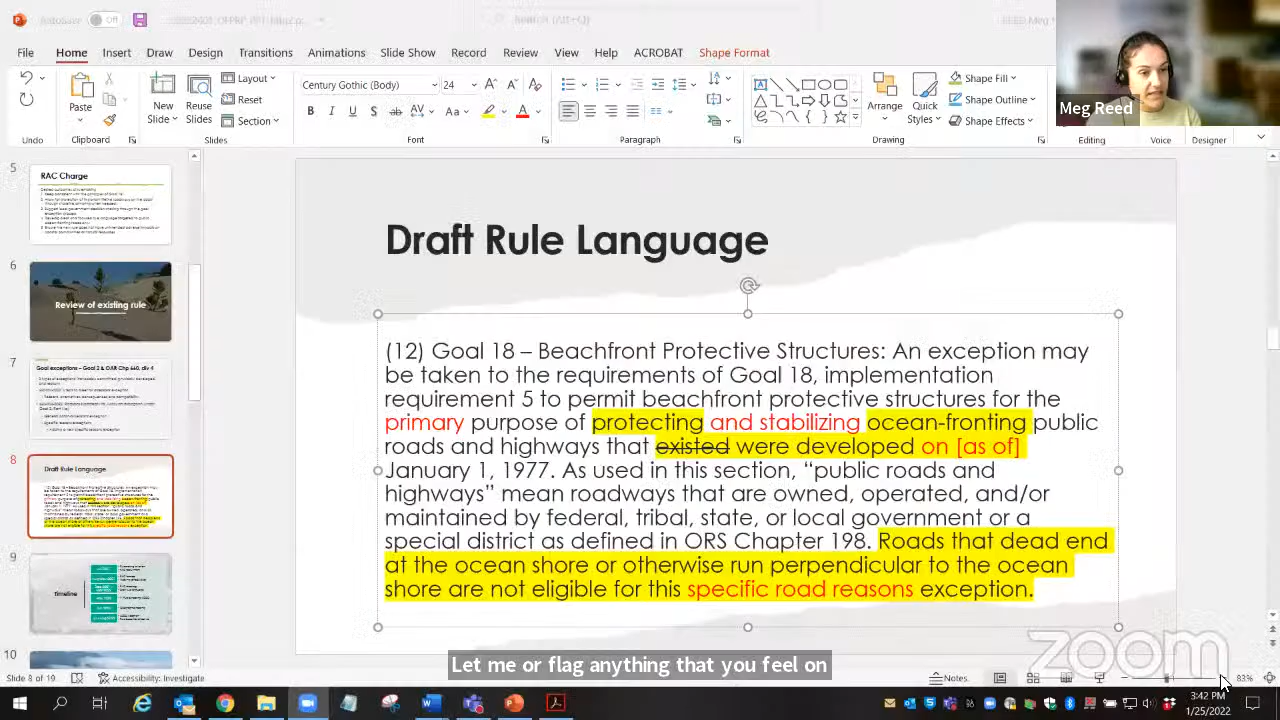 AutoSave Off
File Home Insert Draw Design Transitions Animations Slide Show Record Review View Help ACROBAT Shape Format
Paste
New Slide
Reuse Slides
Layout
Reset
Section
Century Gothic (Body) 24
Arrange
Quick Styles
Shape Fill
Shape Outline
Shape Effects
Undo Clipboard Slides Font Paragraph Drawing Editing Voice Designer
Meg Reed
5
RAC Charge
6
Review of existing rule
7
8
Draft Rule Language
9
timeline
10
Draft Rule Language
(12) Goal 18 – Beachfront Protective Structures: An exception may
be taken to the requirements of Goal 18, implementation
requirement 5 to permit beachfront protective structures for the
primary purpose of protecting and stabilizing ocean-fronting public
roads and highways that existed were developed on [as of]
January 1, 1977. As used in this section, “public roads and
highways” mean roadways that are owned, operated, and/or
maintained by federal, tribal, state, or local government or a
special district as defined in ORS Chapter 198. Roads that dead end
at the ocean shore or otherwise run perpendicular to the ocean
shore are not eligible for this specific road reasons exception.
Let me or flag anything that you feel on
zoom
Slide 8 of 19 Accessibility: Investigate Notes 83%
3:42 PM
1/25/2022